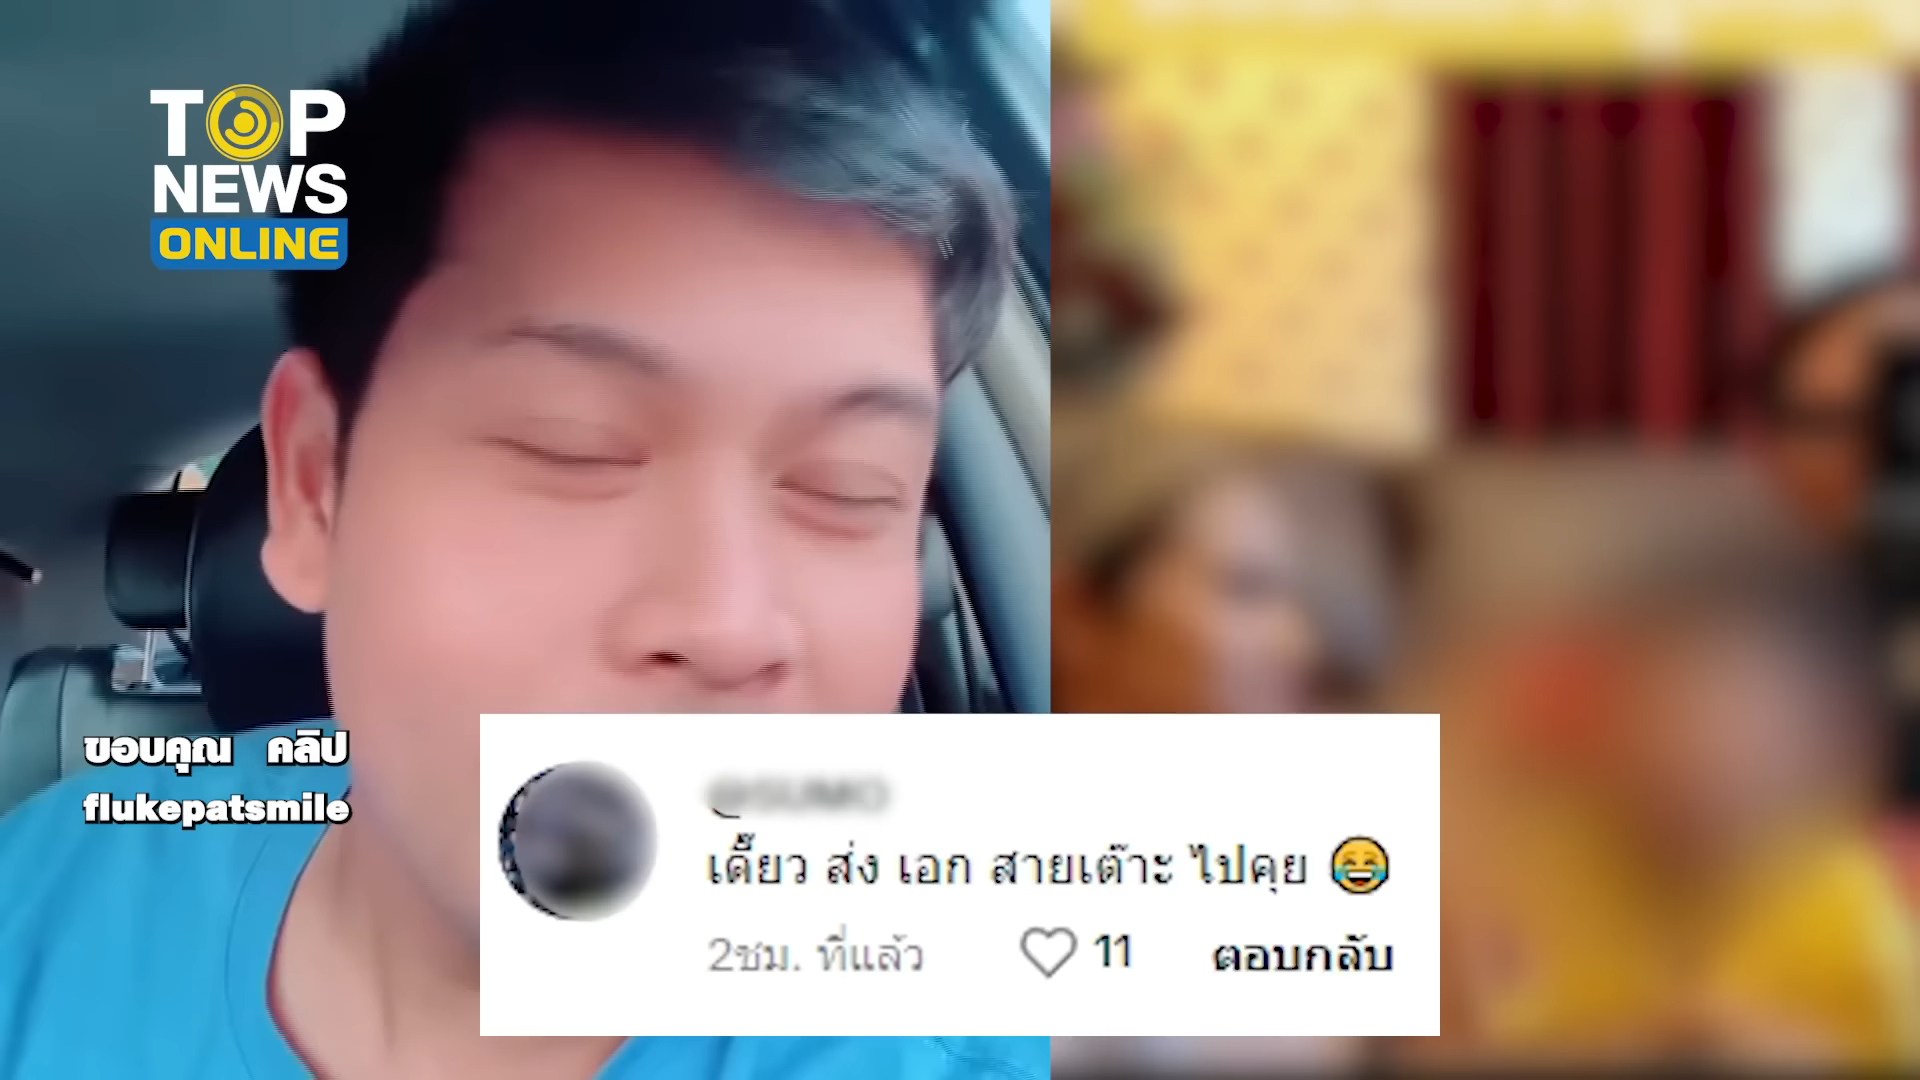 TOP
NEWS
ONLINE
ขอบคุณ คลิป
flukepatsmile
เดี๊ยว ส่ง เอก สายเต๊าะ ไปคุย 😂
2ชม. ที่แล้ว 11 ตอบกลับ